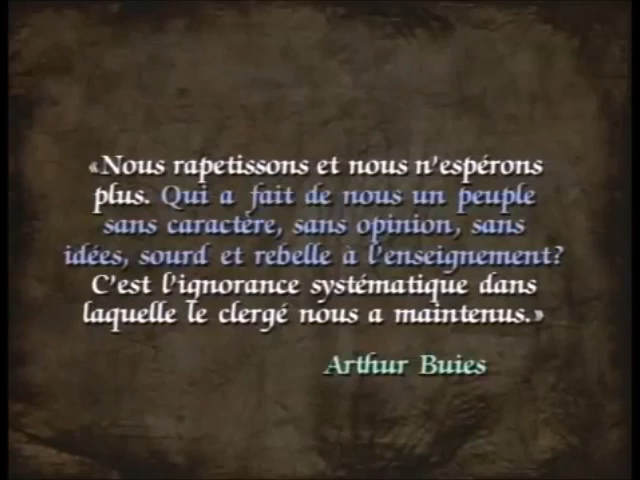 «Nous rapetissons et nous n'espérons
plus. Qui a fait de nous un peuple
sans caractère, sans opinion, sans
idées, sourd et rebelle à l'enseignement?
C'est l'ignorance systématique dans
laquelle le clergé nous a maintenus.»
Arthur Buies